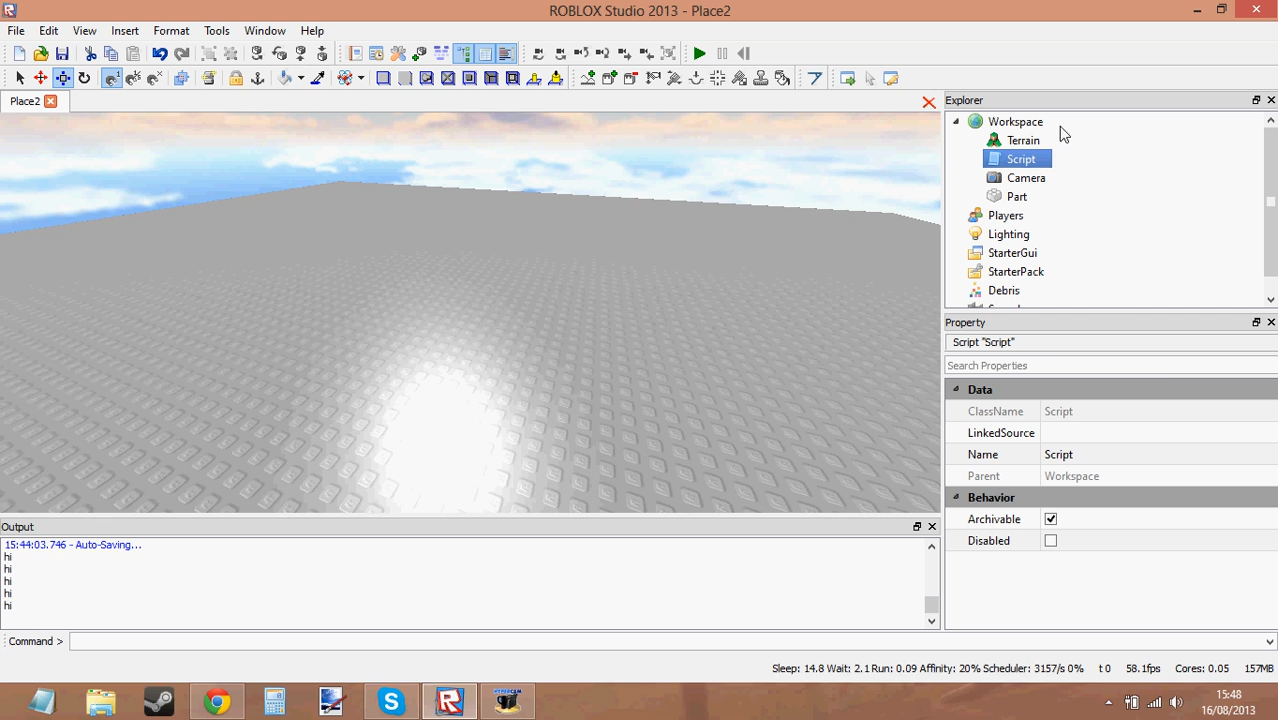 ROBLOX Studio 2013 - Place2
File Edit View Insert Format Tools Window Help
Place2
Explorer
Workspace
Terrain
Script
Camera
Part
Players
Lighting
StarterGui
StarterPack
Debris
Property
Script "Script"
Search Properties
Data
ClassName Script
LinkedSource
Name Script
Parent Workspace
Behavior
Archivable
Disabled
Output
15:44:03.746 - Auto-Saving...
hi
hi
hi
hi
hi
Command >
Sleep: 14.8 Wait: 2.1 Run: 0.09 Affinity: 20% Scheduler: 3157/s 0% t 0 58.1fps Cores: 0.05 157MB
15:48
16/08/2013